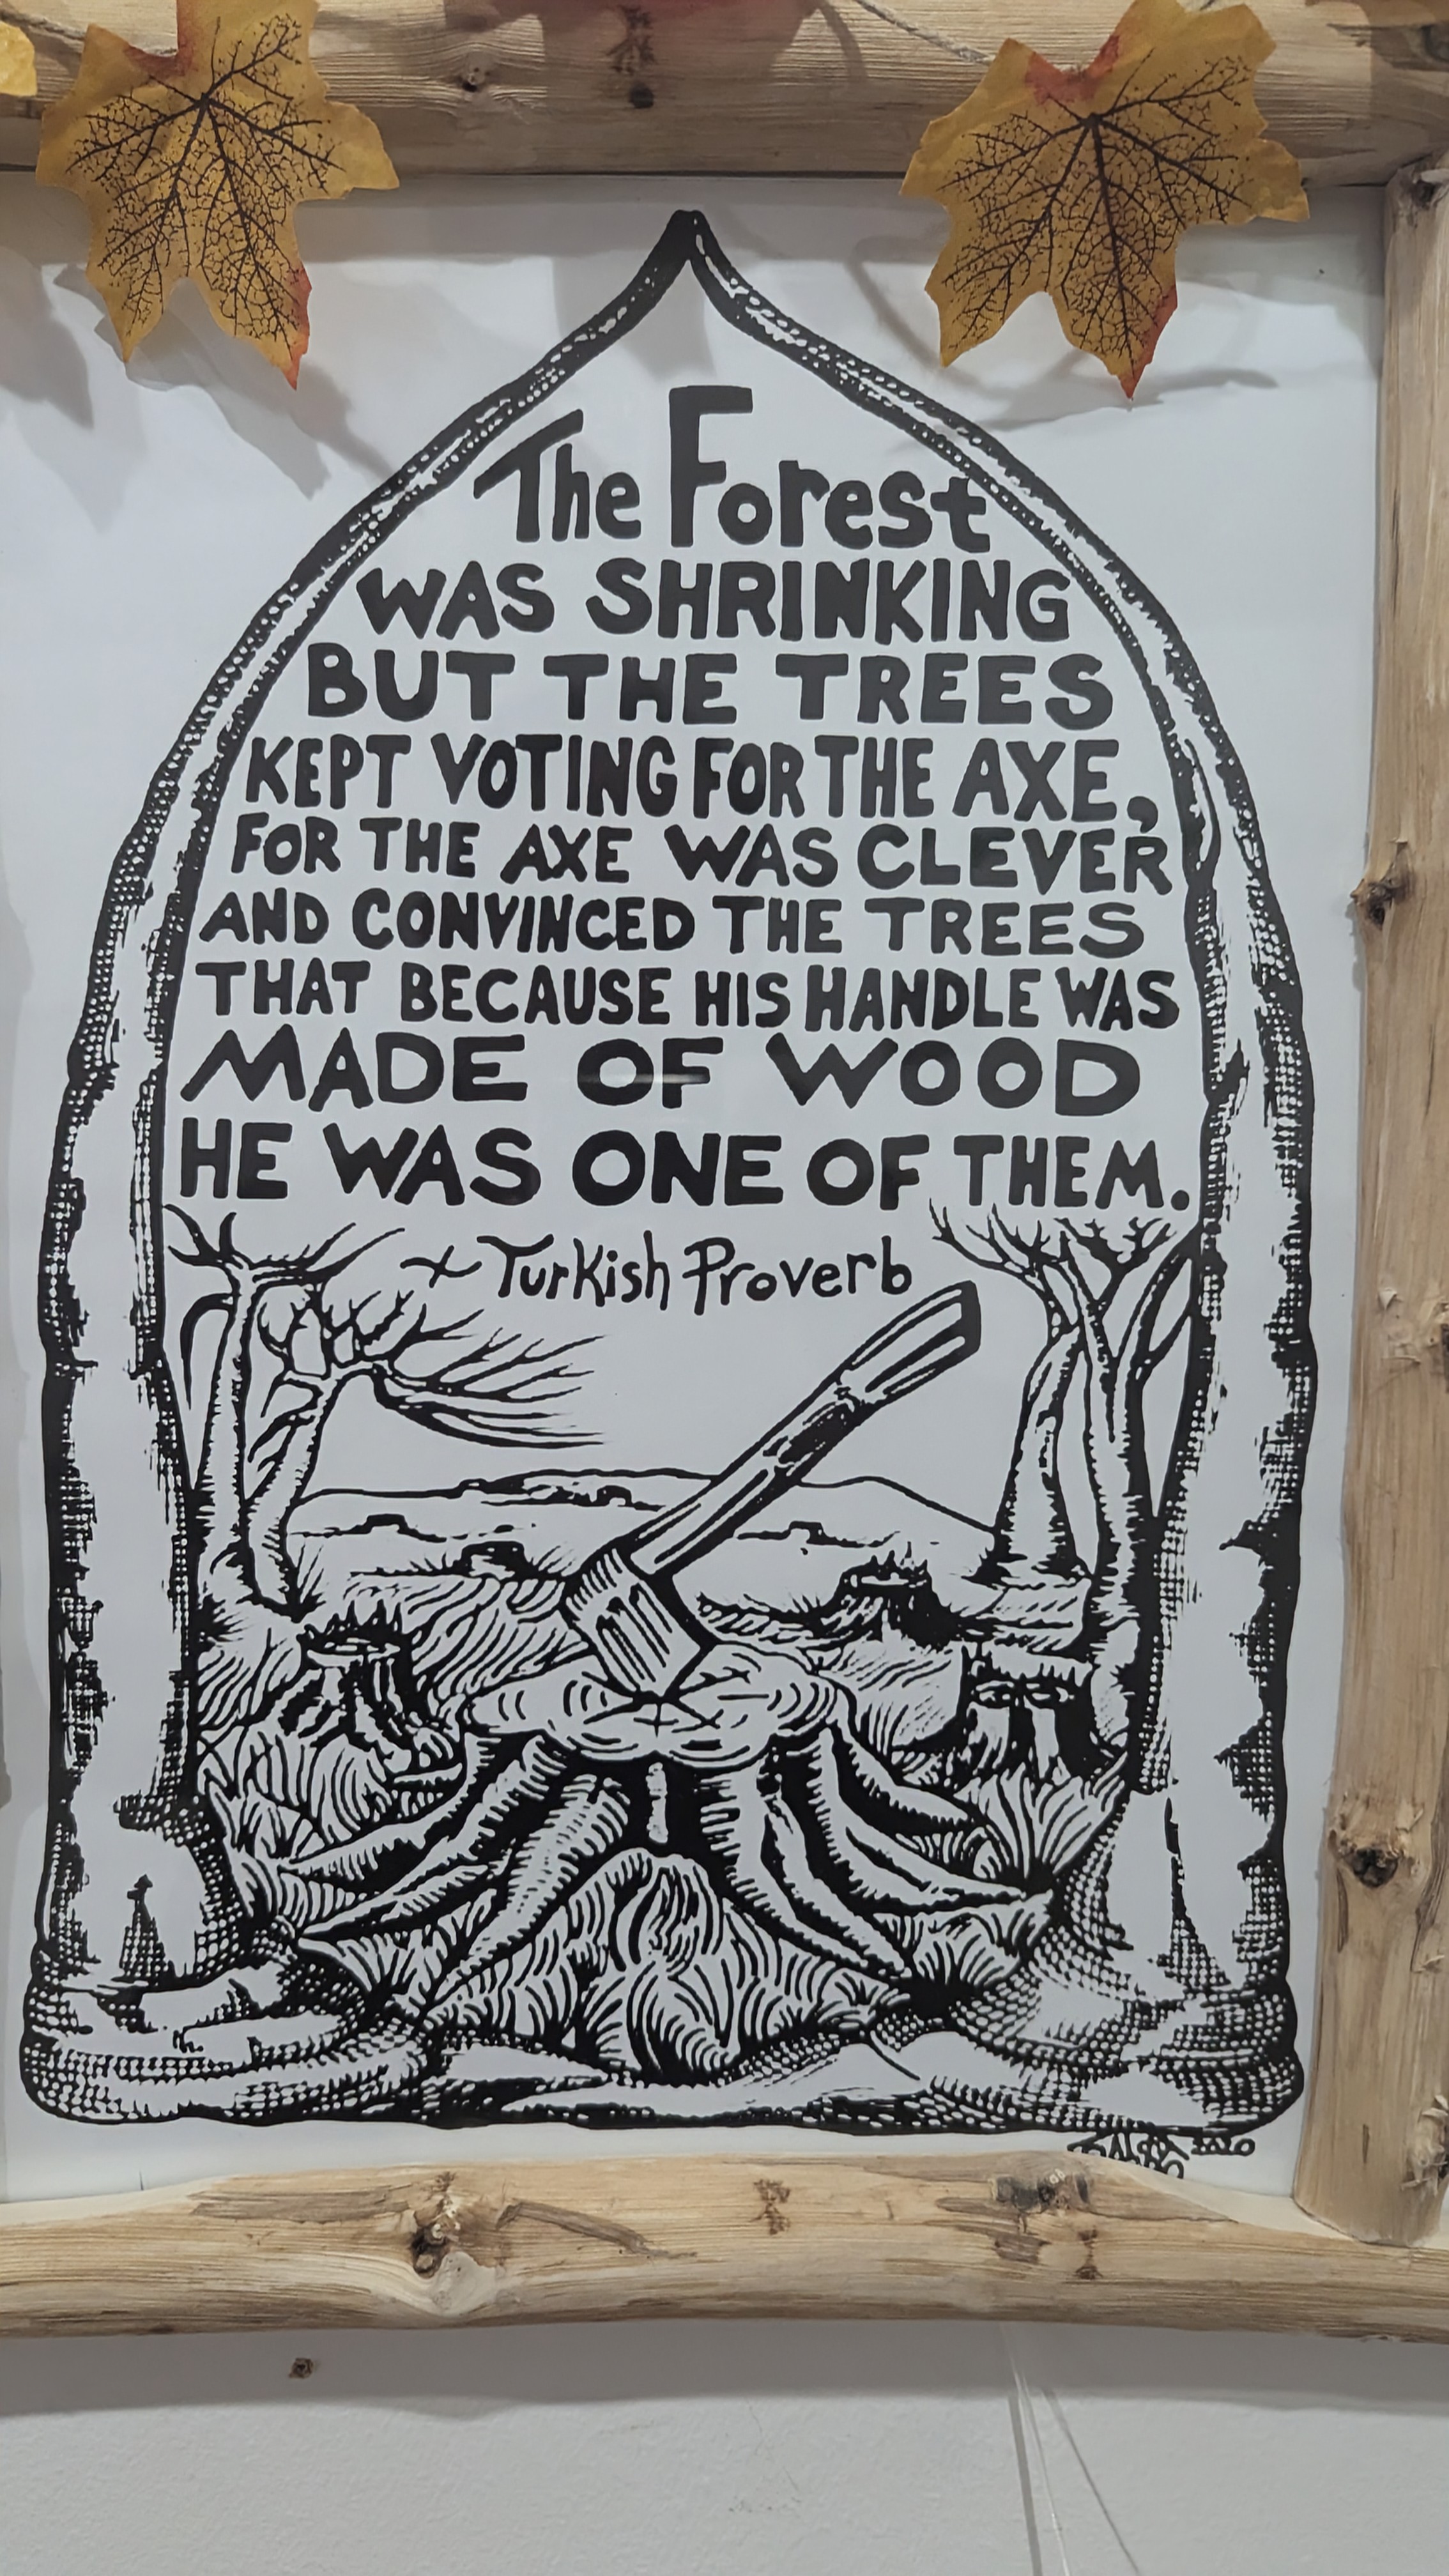 The Forest
WAS SHRINKING
BUT THE TREES
KEPT VOTING FOR THE AXE,
FOR THE AXE WAS CLEVER
AND CONVINCED THE TREES
THAT BECAUSE HIS HANDLE WAS
MADE OF WOOD
HE WAS ONE OF THEM.
~ Turkish Proverb